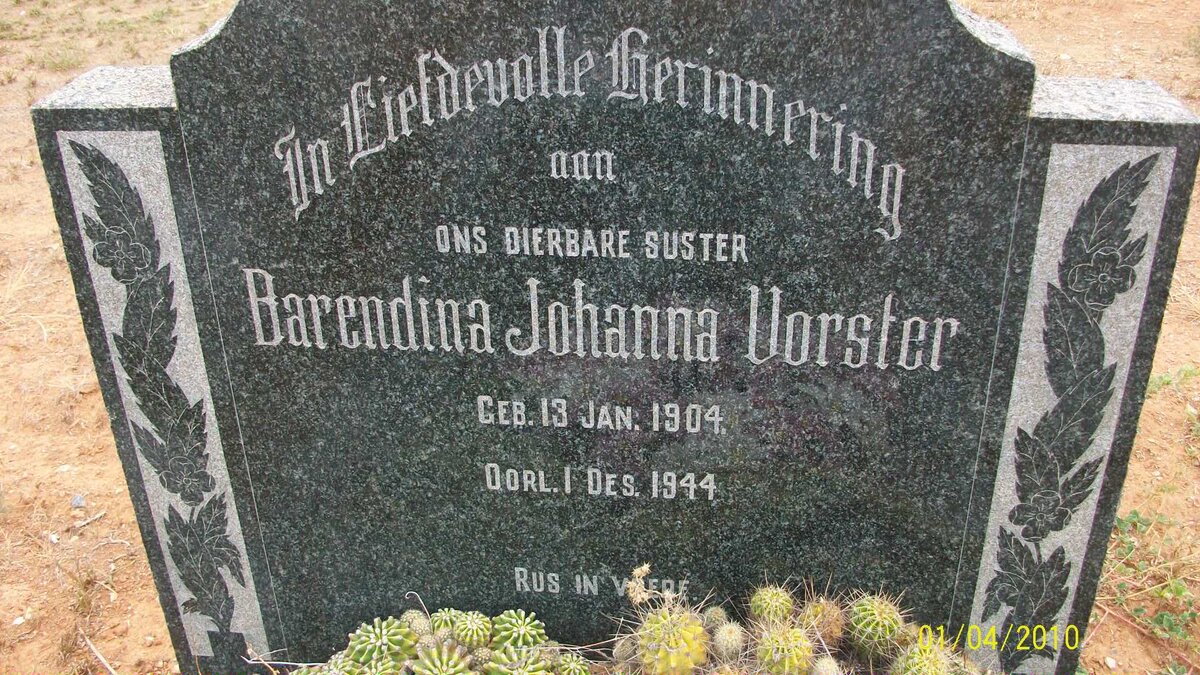 In Liefdevolle Herinnering
aan
ONS DIERBARE SUSTER
Barendina Johanna Vorster
GEB. 13 JAN. 1904.
OORL. 1 DES. 1944
RUS IN VREDE.
01/04/2010